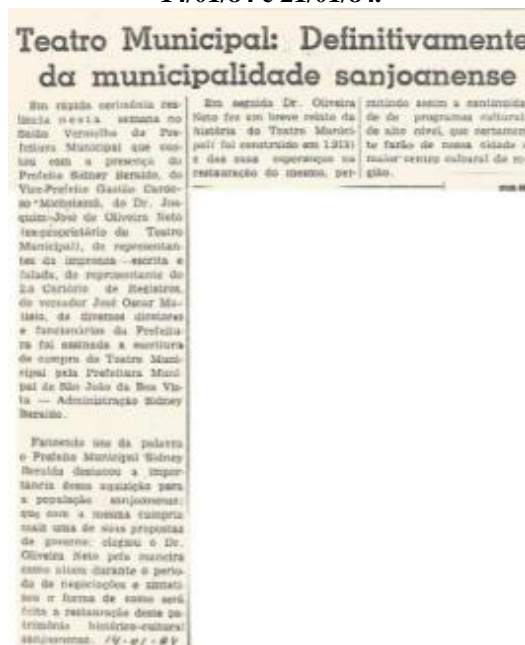 14/01/84 e 21/01/84.
Teatro Municipal: Definitivamente
da municipalidade sanjoanense
Em rápida cerimônia rea-
lizada nesta semana no
Salão Vermelho da Pre-
feitura Municipal que con-
tou com a presença do
Prefeito Sidney Beraldo, do
Vice-Prefeito Gastão Cardo-
so "Michelazzi, do Dr. Joa-
quim José de Oliveira Neto
(ex-proprietário do Teatro
Municipal), de representan-
tes da imprensa escrita e
falada, do representante do
2.o Cartório de Registros,
do vereador José Oscar
de diversos diretores
e funcionários da Prefeitu-
ra foi assinada a escritura
de compra do Teatro Muni-
cipal pela Prefeitura Muni-
cipal de São João da Boa Vis-
ta — Administração Sidney
Beraldo.
Fazendo uso da palavra
o Prefeito Municipal Sidney
Beraldo destacou a impor-
tância dessa aquisição para
a população sanjoanense,
que com a mesma cumpria
mais uma de suas propostas
de governo; elogiou o Dr.
Oliveira Neto pela maneira
como atuou durante o perío-
do de negociações e sinteti-
sou a forma de como será
feita a restauração deste pa-
trimônio histórico-cultural
sanjoanense. 14-01-84
Em seguida Dr. Oliveira
Neto fez um breve relato da
história do Teatro Munici-
pal( foi construído em 1913)
e das suas esperanças na
restauração do mesmo, per-
mitindo assim a continuida-
de de programas culturais
de alto nível, que certamen-
te farão de nossa cidade o
maior centro cultural da re-
gião.